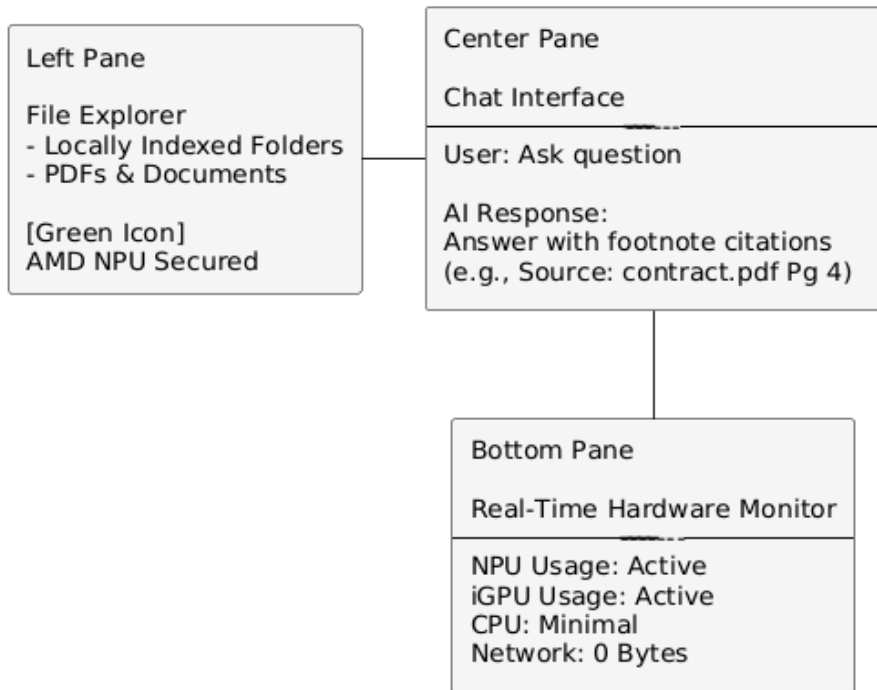 Left Pane
File Explorer
- Locally Indexed Folders
- PDFs & Documents
[Green Icon]
AMD NPU Secured
Center Pane
Chat Interface
User: Ask question
AI Response:
Answer with footnote citations
(e.g., Source: contract.pdf Pg 4)
Bottom Pane
Real-Time Hardware Monitor
NPU Usage: Active
iGPU Usage: Active
CPU: Minimal
Network: 0 Bytes